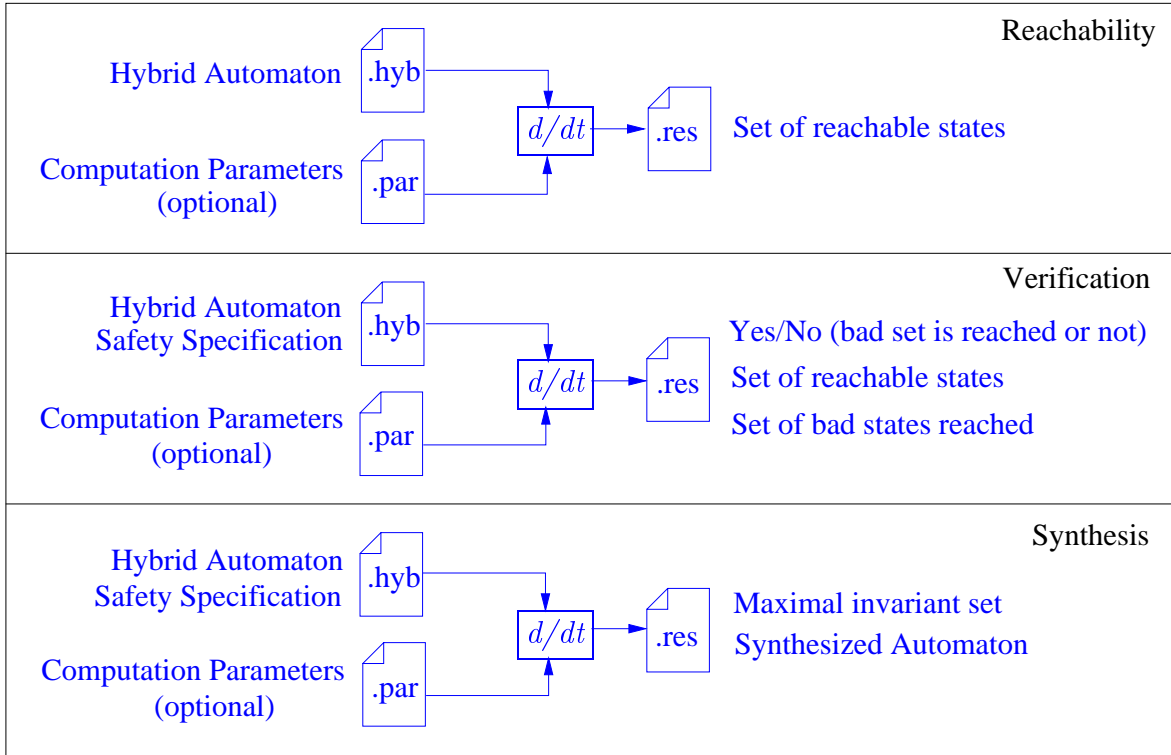 Reachability
Hybrid Automaton
.hyb
Computation Parameters
(optional)
.par
d/dt
.res
Set of reachable states
Verification
Hybrid Automaton
Safety Specification
.hyb
Computation Parameters
(optional)
.par
d/dt
.res
Yes/No (bad set is reached or not)
Set of reachable states
Set of bad states reached
Synthesis
Hybrid Automaton
Safety Specification
.hyb
Computation Parameters
(optional)
.par
d/dt
.res
Maximal invariant set
Synthesized Automaton